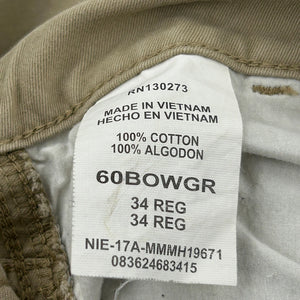 RN130273
MADE IN VIETNAM
HECHO EN VIETNAM
100% COTTON
100% ALGODON
60BOWGR
34 REG
34 REG
NIE-17A-MMMH19671
083624683415